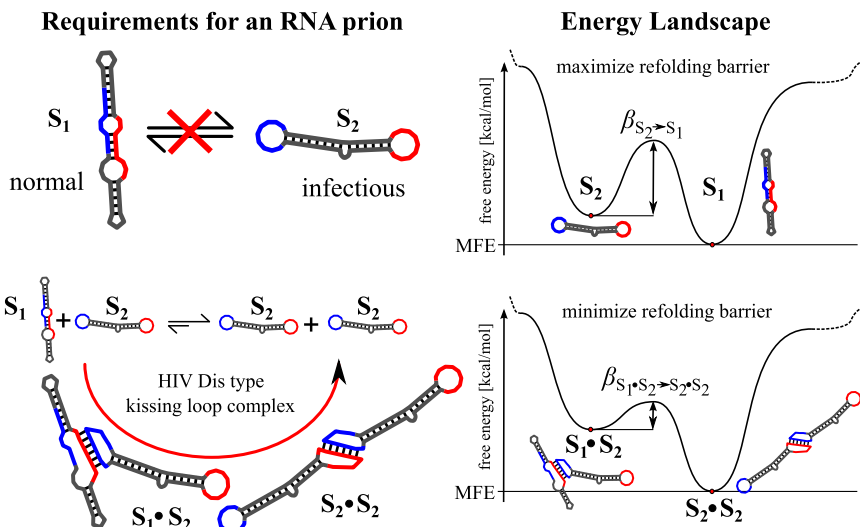 Requirements for an RNA prion
S1
S2
normal
infectious
S1
+
S2
S2
+
S2
HIV Dis type
kissing loop complex
S1•S2
S2•S2
Energy Landscape
free energy [kcal/mol]
maximize refolding barrier
βS2→S1
S2
S1
MFE
free energy [kcal/mol]
minimize refolding barrier
βS1•S2→S2•S2
S1•S2
MFE
S2•S2